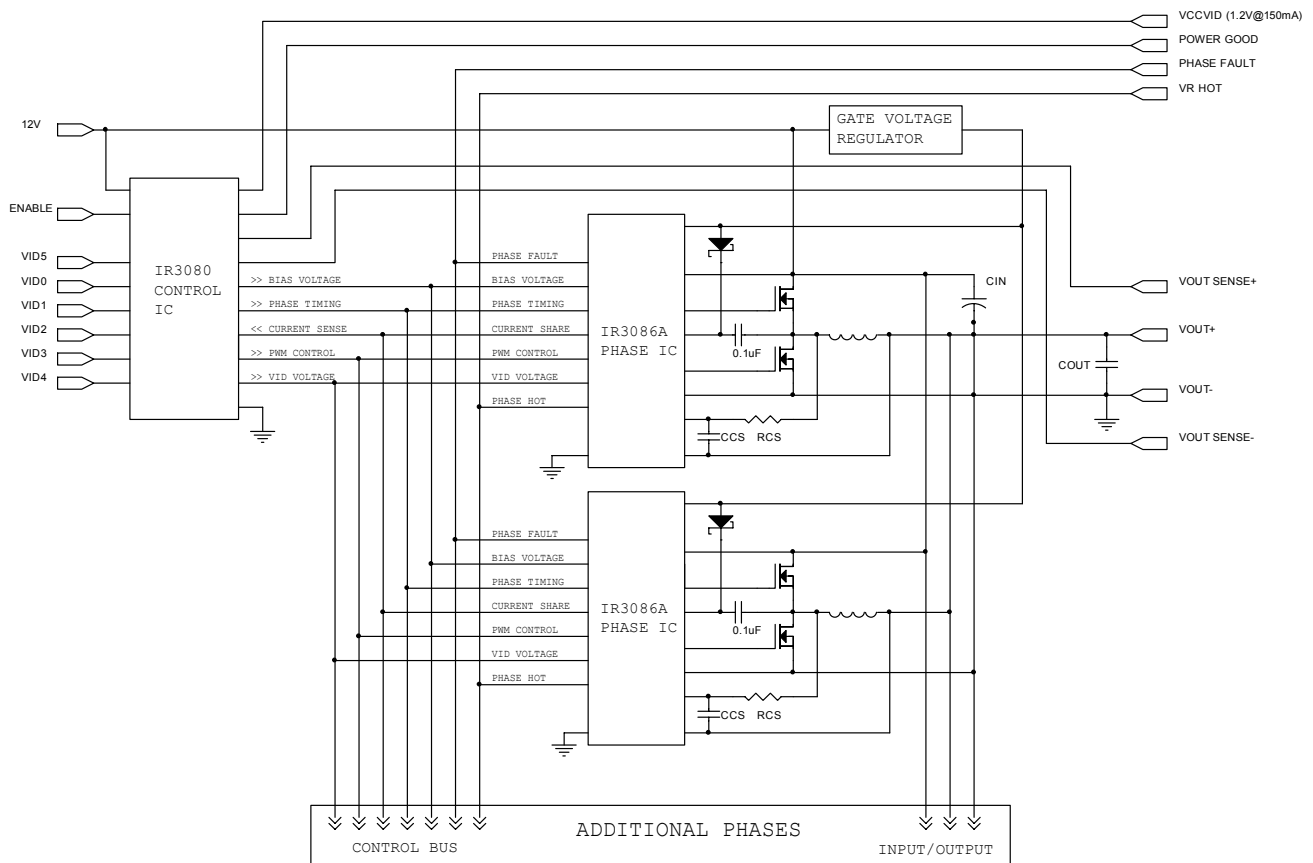 VCCVID (1.2V@150mA)
POWER GOOD
PHASE FAULT
VR HOT
12V
GATE VOLTAGE
REGULATOR
ENABLE
VID5
VID0
VID1
VID2
VID3
VID4
IR3080
CONTROL
IC
>> BIAS VOLTAGE
>> PHASE TIMING
<< CURRENT SENSE
>> PWM CONTROL
>> VID VOLTAGE
PHASE FAULT
BIAS VOLTAGE
PHASE TIMING
CURRENT SHARE
PWM CONTROL
VID VOLTAGE
PHASE HOT
IR3086A
PHASE IC
0.1uF
CCS
RCS
CIN
COUT
VOUT SENSE+
VOUT+
VOUT-
VOUT SENSE-
PHASE FAULT
BIAS VOLTAGE
PHASE TIMING
CURRENT SHARE
PWM CONTROL
VID VOLTAGE
PHASE HOT
IR3086A
PHASE IC
0.1uF
CCS
RCS
ADDITIONAL PHASES
CONTROL BUS
INPUT/OUTPUT